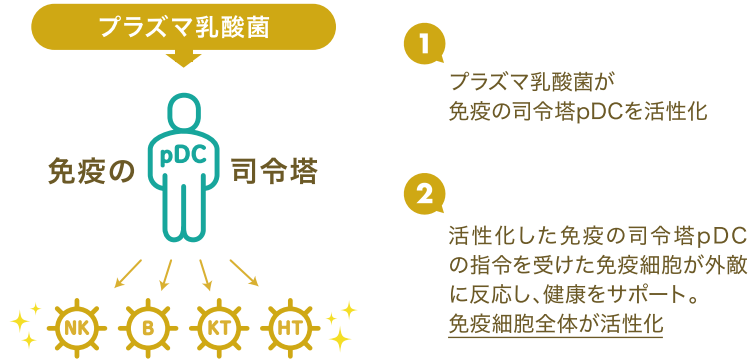 プラズマ乳酸菌
免疫の pDC 司令塔
NK B KT HT
1
プラズマ乳酸菌が
免疫の司令塔pDCを活性化
2
活性化した免疫の司令塔pDC
の指令を受けた免疫細胞が外敵
に反応し、健康をサポート。
免疫細胞全体が活性化